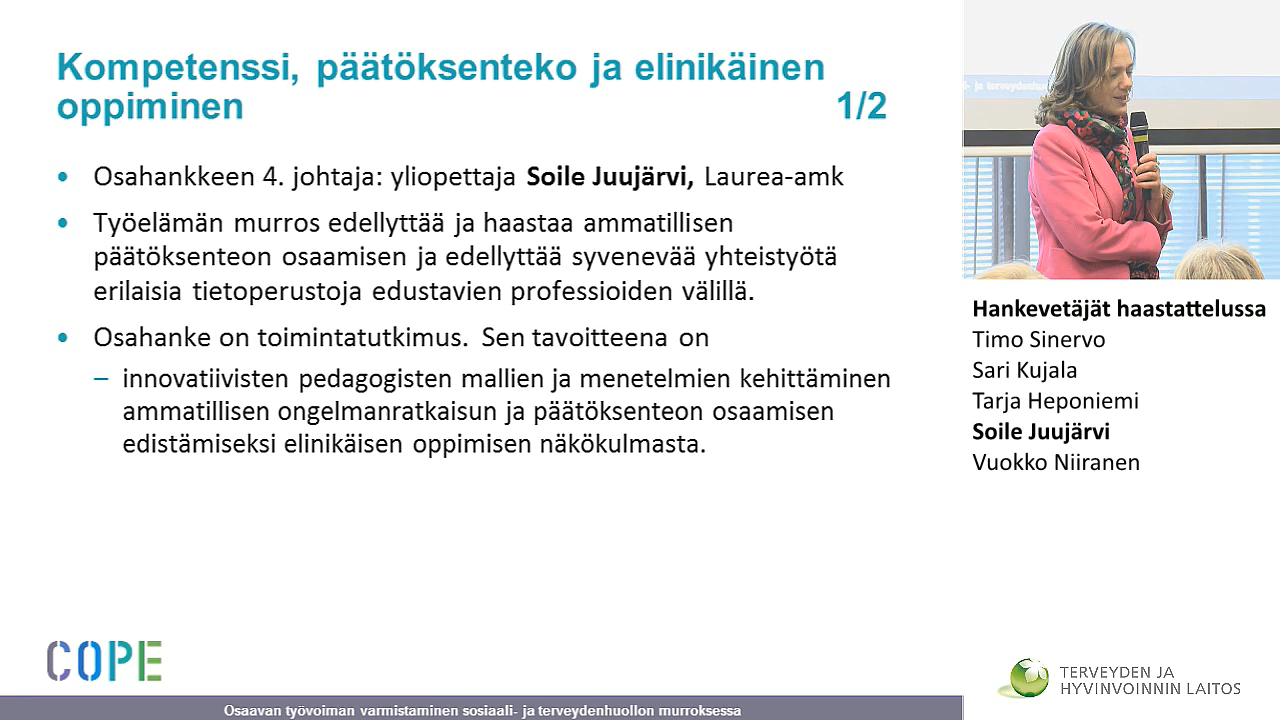 Kompetenssi, päätöksenteko ja elinikäinen
oppiminen 1/2
• Osahankkeen 4. johtaja: yliopettaja Soile Juujärvi, Laurea-amk
• Työelämän murros edellyttää ja haastaa ammatillisen
päätöksenteon osaamisen ja edellyttää syvenevää yhteistyötä
erilaisia tietoperustoja edustavien professioiden välillä.
• Osahanke on toimintatutkimus. Sen tavoitteena on
– innovatiivisten pedagogisten mallien ja menetelmien kehittäminen
ammatillisen ongelmanratkaisun ja päätöksenteon osaamisen
edistämiseksi elinikäisen oppimisen näkökulmasta.
COPE
Osaavan työvoiman varmistaminen sosiaali- ja terveydenhuollon murroksessa
Hankevetäjät haastattelussa
Timo Sinervo
Sari Kujala
Tarja Heponiemi
Soile Juujärvi
Vuokko Niiranen
TERVEYDEN JA
HYVINVOINNIN LAITOS